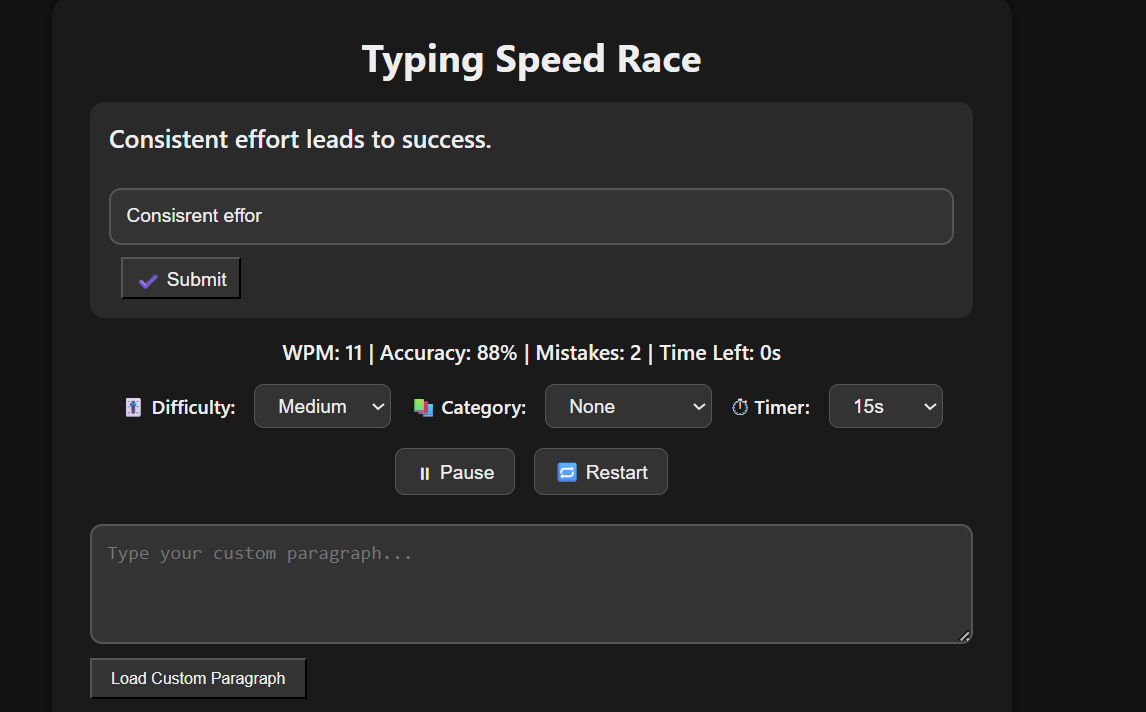 Typing Speed Race
Consistent effort leads to success.
Consisrent effor
Submit
WPM: 11 | Accuracy: 88% | Mistakes: 2 | Time Left: 0s
Difficulty: Medium Category: None Timer: 15s
Pause Restart
Type your custom paragraph...
Load Custom Paragraph